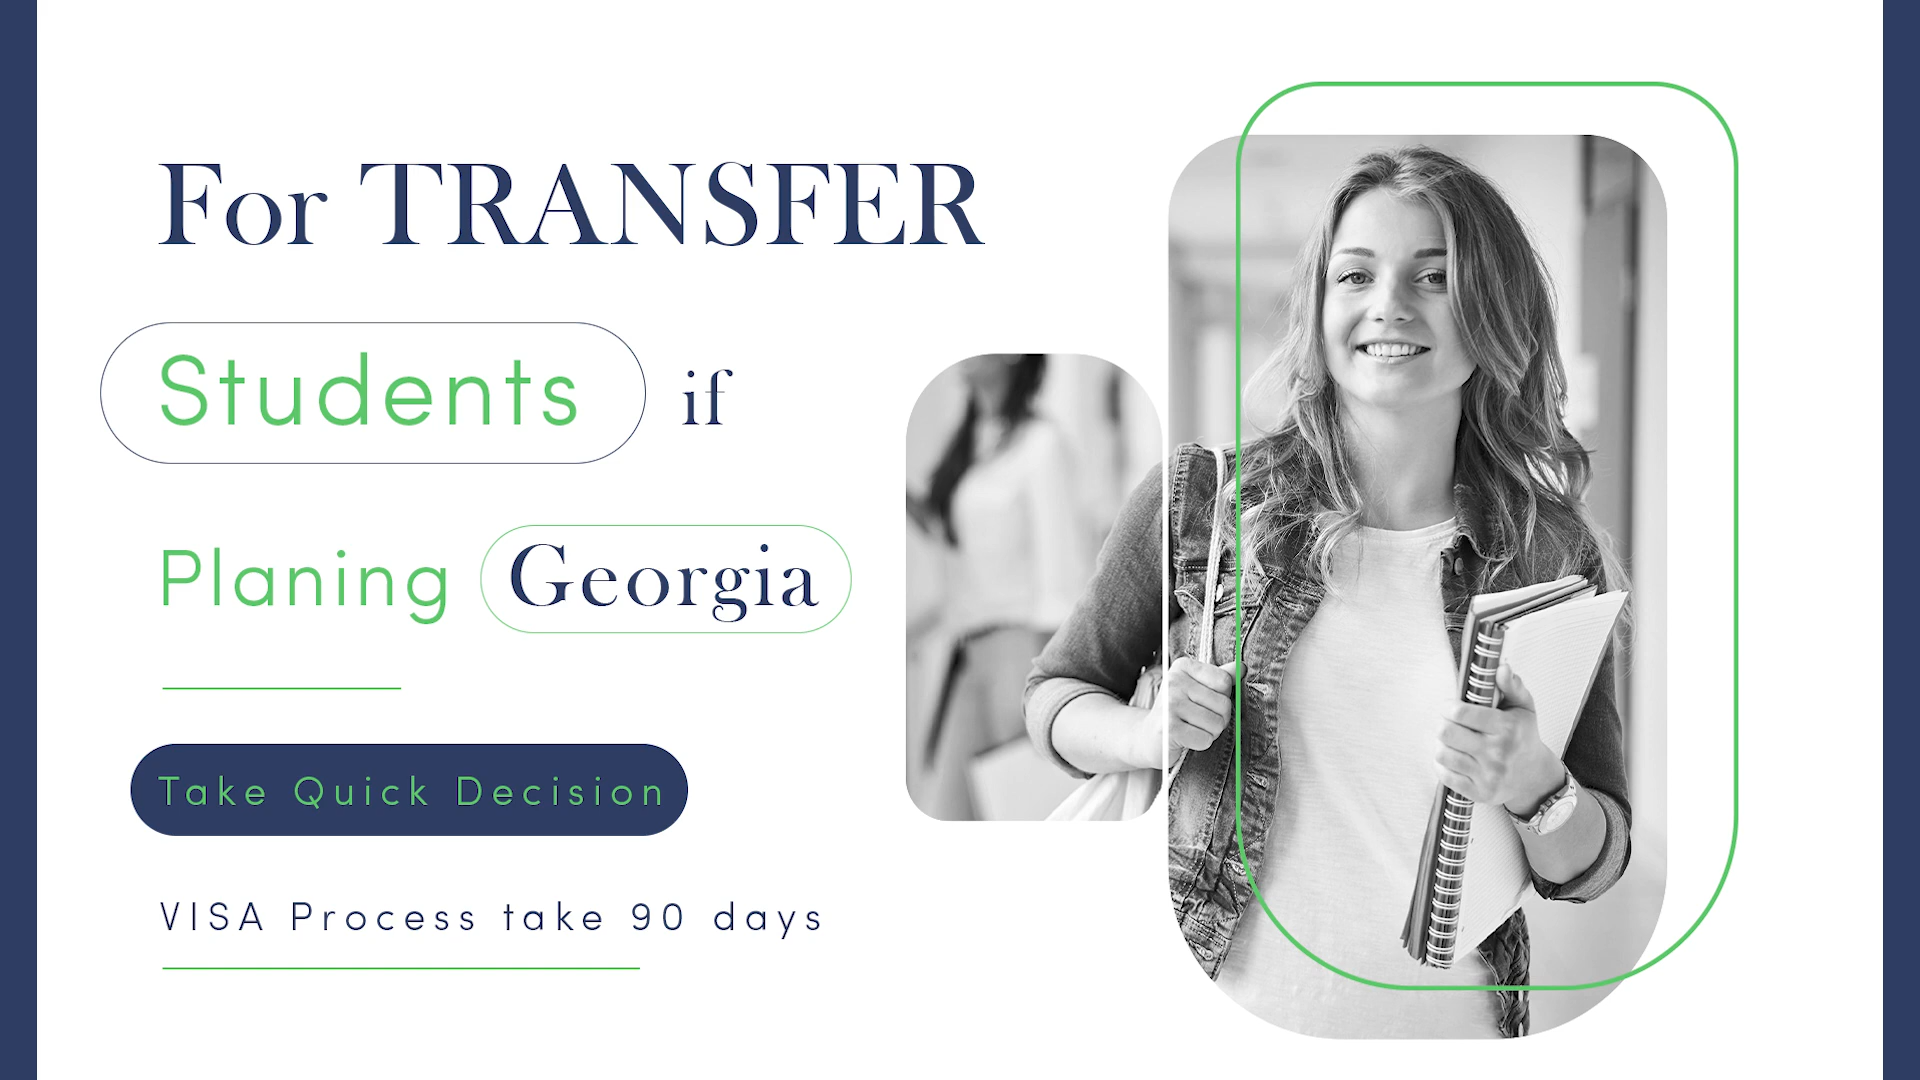 For TRANSFER
Students if
Planing Georgia
Take Quick Decision
VISA Process take 90 days